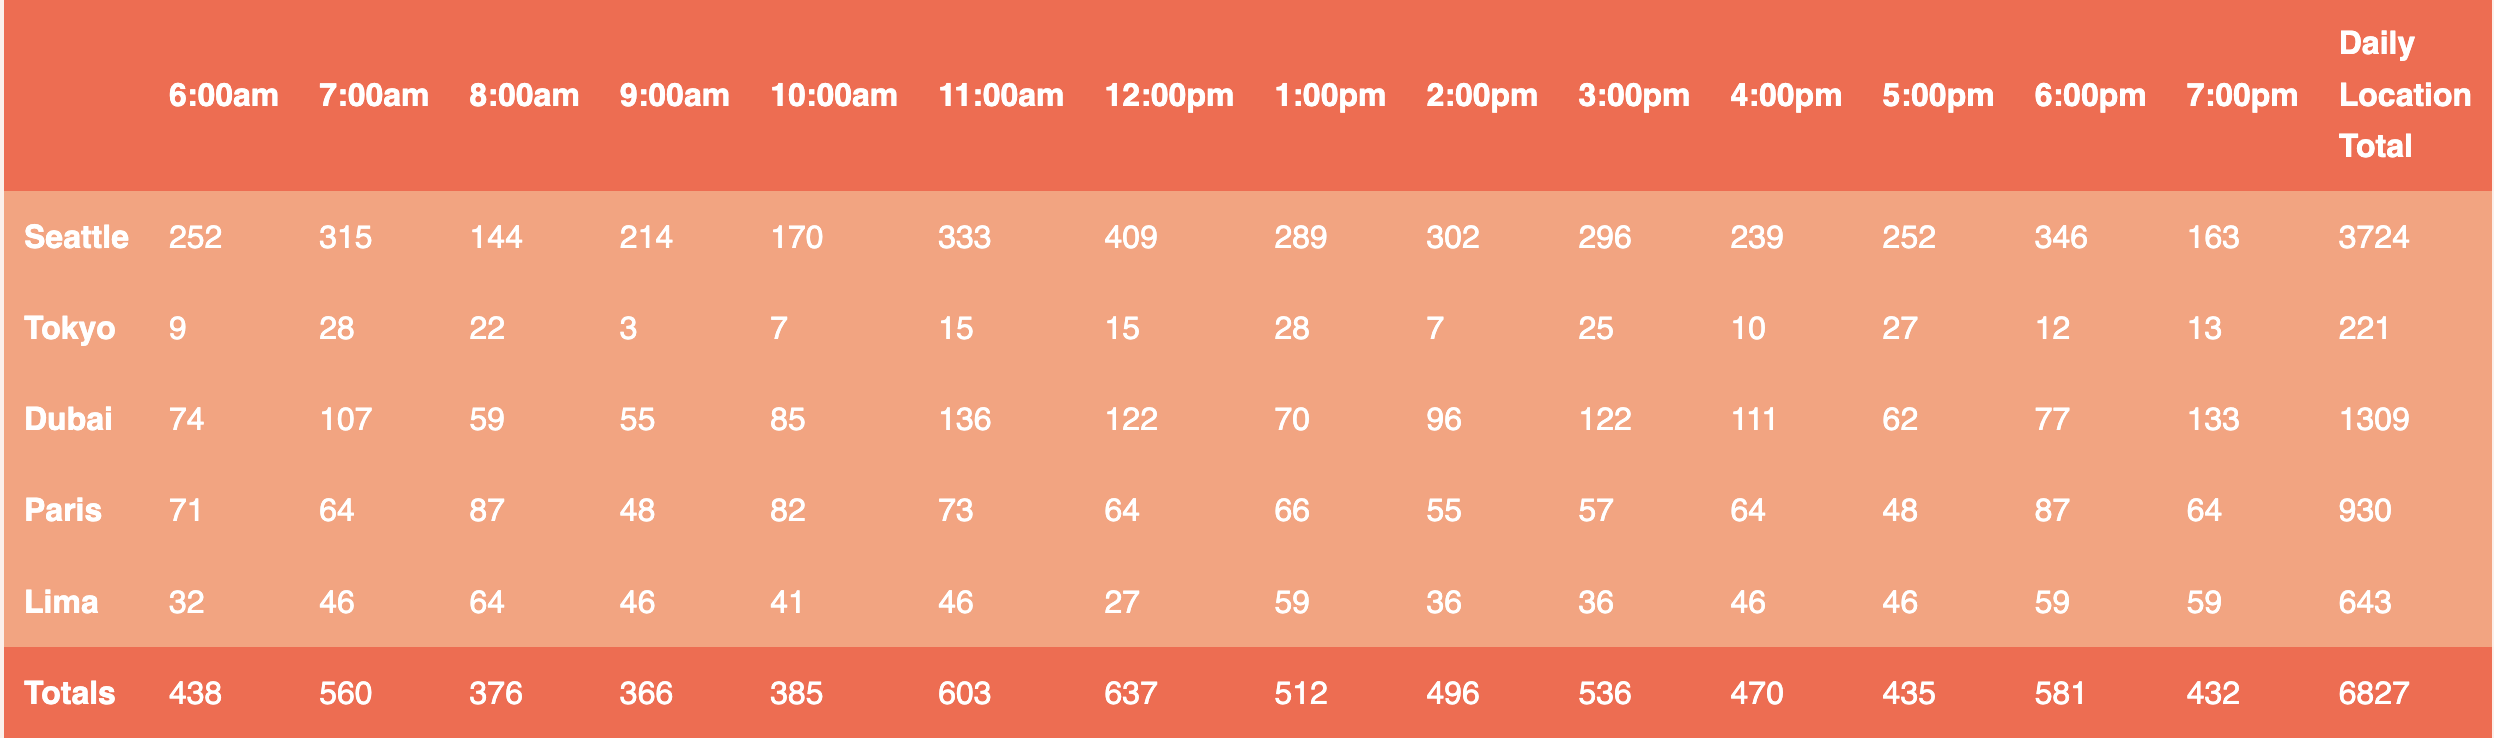 6:00am 7:00am 8:00am 9:00am 10:00am 11:00am 12:00pm 1:00pm 2:00pm 3:00pm 4:00pm 5:00pm 6:00pm 7:00pm Daily Location Total
Seattle 252 315 144 214 170 333 409 289 302 296 239 252 346 163 3724
Tokyo 9 28 22 3 7 15 15 28 7 25 10 27 12 13 221
Dubai 74 107 59 55 85 136 122 70 96 122 111 62 77 133 1309
Paris 71 64 87 48 82 73 64 66 55 57 64 48 87 64 930
Lima 32 46 64 46 41 46 27 59 36 36 46 46 59 59 643
Totals 438 560 376 366 385 603 637 512 496 536 470 435 581 432 6827